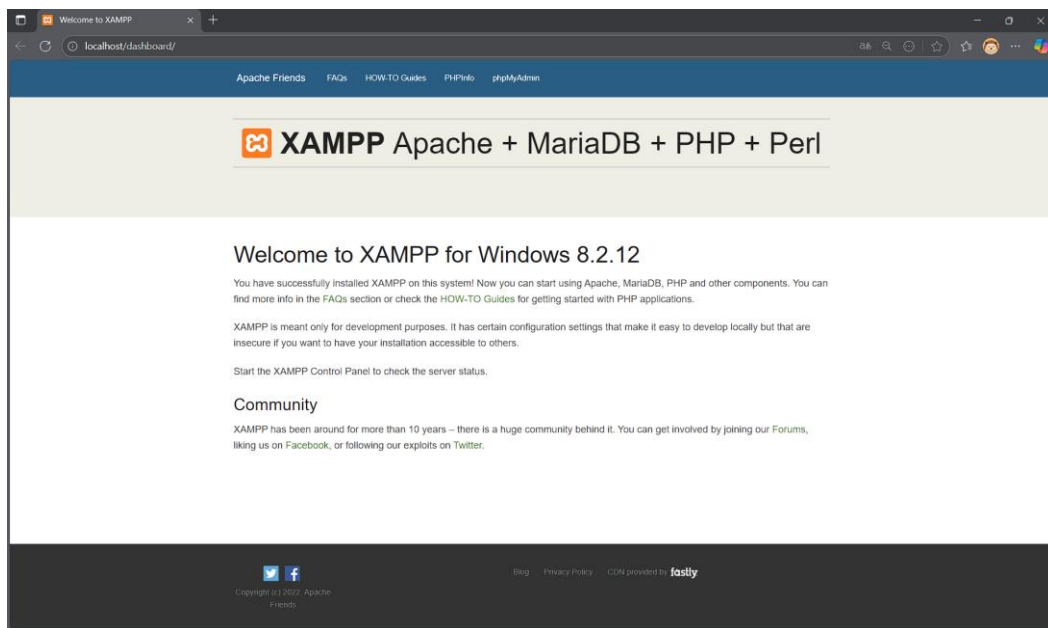 Welcome to XAMPP
localhost/dashboard/
Apache Friends FAQs HOW-TO Guides PHPInfo phpMyAdmin
XAMPP Apache + MariaDB + PHP + Perl
Welcome to XAMPP for Windows 8.2.12
You have successfully installed XAMPP on this system! Now you can start using Apache, MariaDB, PHP and other components. You can
find more info in the FAQs section or check the HOW-TO Guides for getting started with PHP applications.
XAMPP is meant only for development purposes. It has certain configuration settings that make it easy to develop locally but that are
insecure if you want to have your installation accessible to others.
Start the XAMPP Control Panel to check the server status.
Community
XAMPP has been around for more than 10 years – there is a huge community behind it. You can get involved by joining our Forums,
liking us on Facebook, or following our exploits on Twitter.
Blog Privacy Policy CDN provided by fastly
Copyright (c) 2022, Apache
Friends